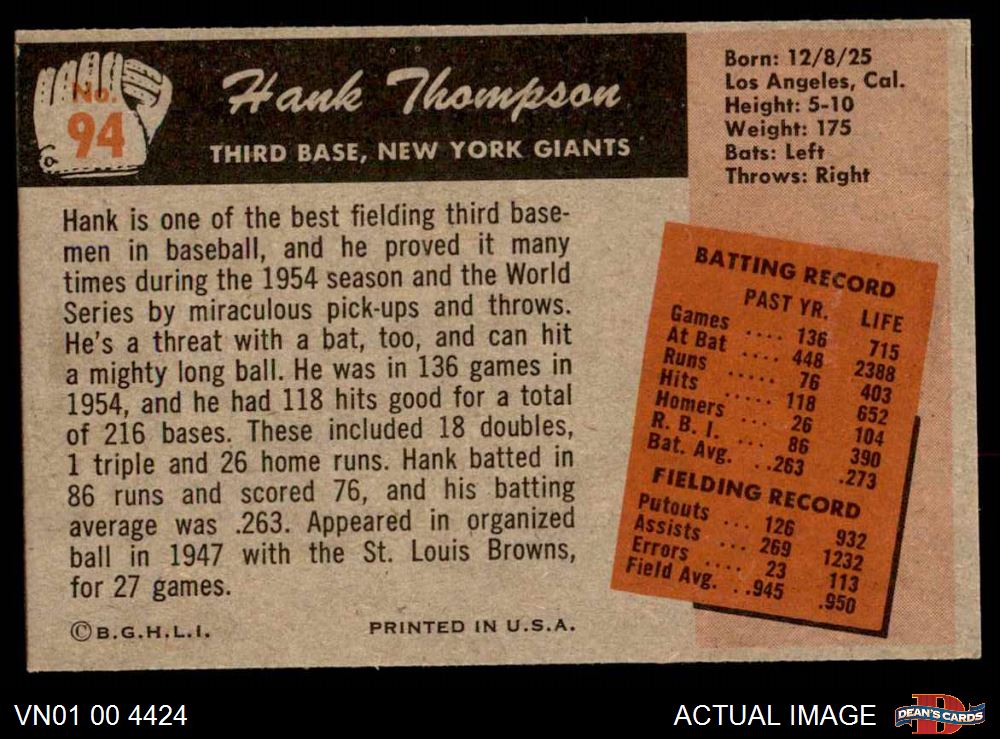 No.
94
Hank Thompson
THIRD BASE, NEW YORK GIANTS
Born: 12/8/25
Los Angeles, Cal.
Height: 5-10
Weight: 175
Bats: Left
Throws: Right
Hank is one of the best fielding third base-
men in baseball, and he proved it many
times during the 1954 season and the World
Series by miraculous pick-ups and throws.
He's a threat with a bat, too, and can hit
a mighty long ball. He was in 136 games in
1954, and he had 118 hits good for a total
of 216 bases. These included 18 doubles,
1 triple and 26 home runs. Hank batted in
86 runs and scored 76, and his batting
average was .263. Appeared in organized
ball in 1947 with the St. Louis Browns,
for 27 games.
BATTING RECORD
PAST YR. LIFE
Games .... 136 715
At Bat .... 448 2388
Runs ..... 76 403
Hits ..... 118 652
Homers ... 26 104
R. B. I. ... 86 390
Bat. Avg. ..263 .273
FIELDING RECORD
Putouts ... 126 932
Assists ... 269 1232
Errors .... 23 113
Field Avg. ..945 .950
© B.G.H.L.I.
PRINTED IN U.S.A.
VN01 00 4424
ACTUAL IMAGE
D
DEAN'S CARDS